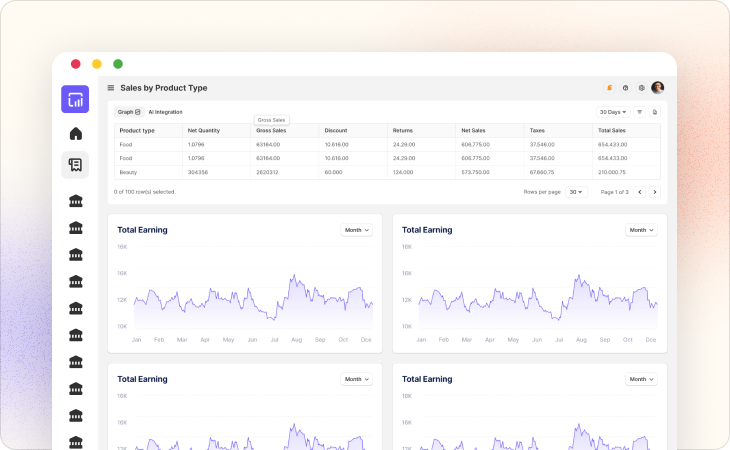 Sales by Product Type
Graph AI Integration 30 Days
Gross Sales
Product type Net Quantity Gross Sales Discount Returns Net Sales Taxes Total Sales
Food 1.0796 63164.00 10.616.00 24.29.00 606.775.00 37.546.00 654.433.00
Food 1.0796 63164.00 10.616.00 24.29.00 606.775.00 37.546.00 654.433.00
Beauty 304356 2620312 60.000 124.000 573.750.00 67.660.75 210.000.75
0 of 100 row(s) selected. Rows per page 30 Page 1 of 3
Total Earning Month
16K
16K
12K
10K
Jan Feb Mar Apr May Jun Jul Aug Sep Oct Dce
Total Earning Month
16K
16K
12K
10K
Jan Feb Mar Apr May Jun Jul Aug Sep Oct Dce
Total Earning Month
16K
16K
12K
Total Earning Month
16K
16K
12K